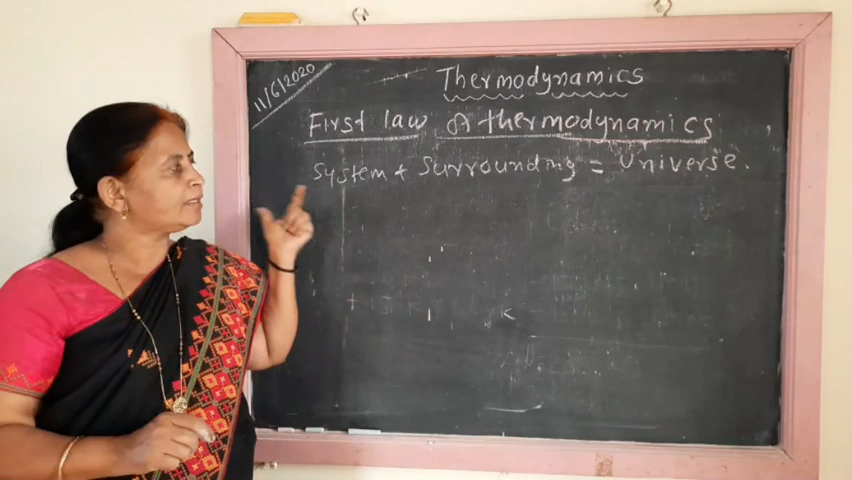 11/6/2020
Thermodynamics
First law of thermodynamics
System + Surrounding = Universe.